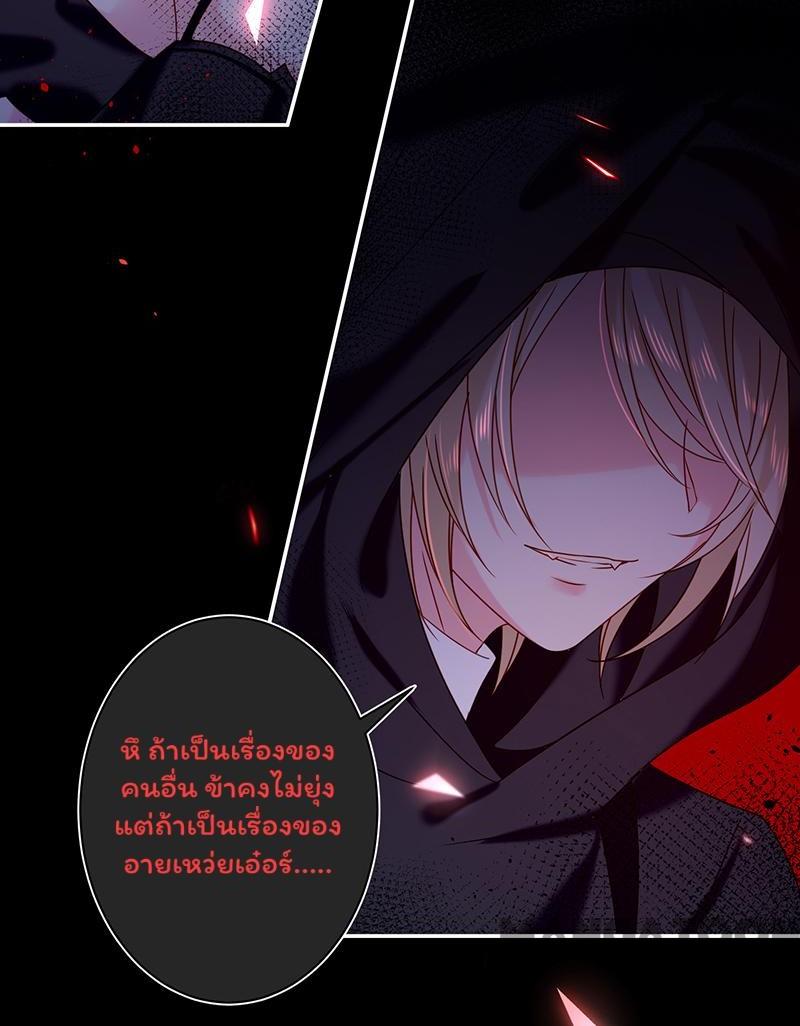 หึ ถ้าเป็นเรื่องของ
คนอื่น ข้าคงไม่ยุ่ง
แต่ถ้าเป็นเรื่องของ
อายเหว่ยเอ๋อร์.....